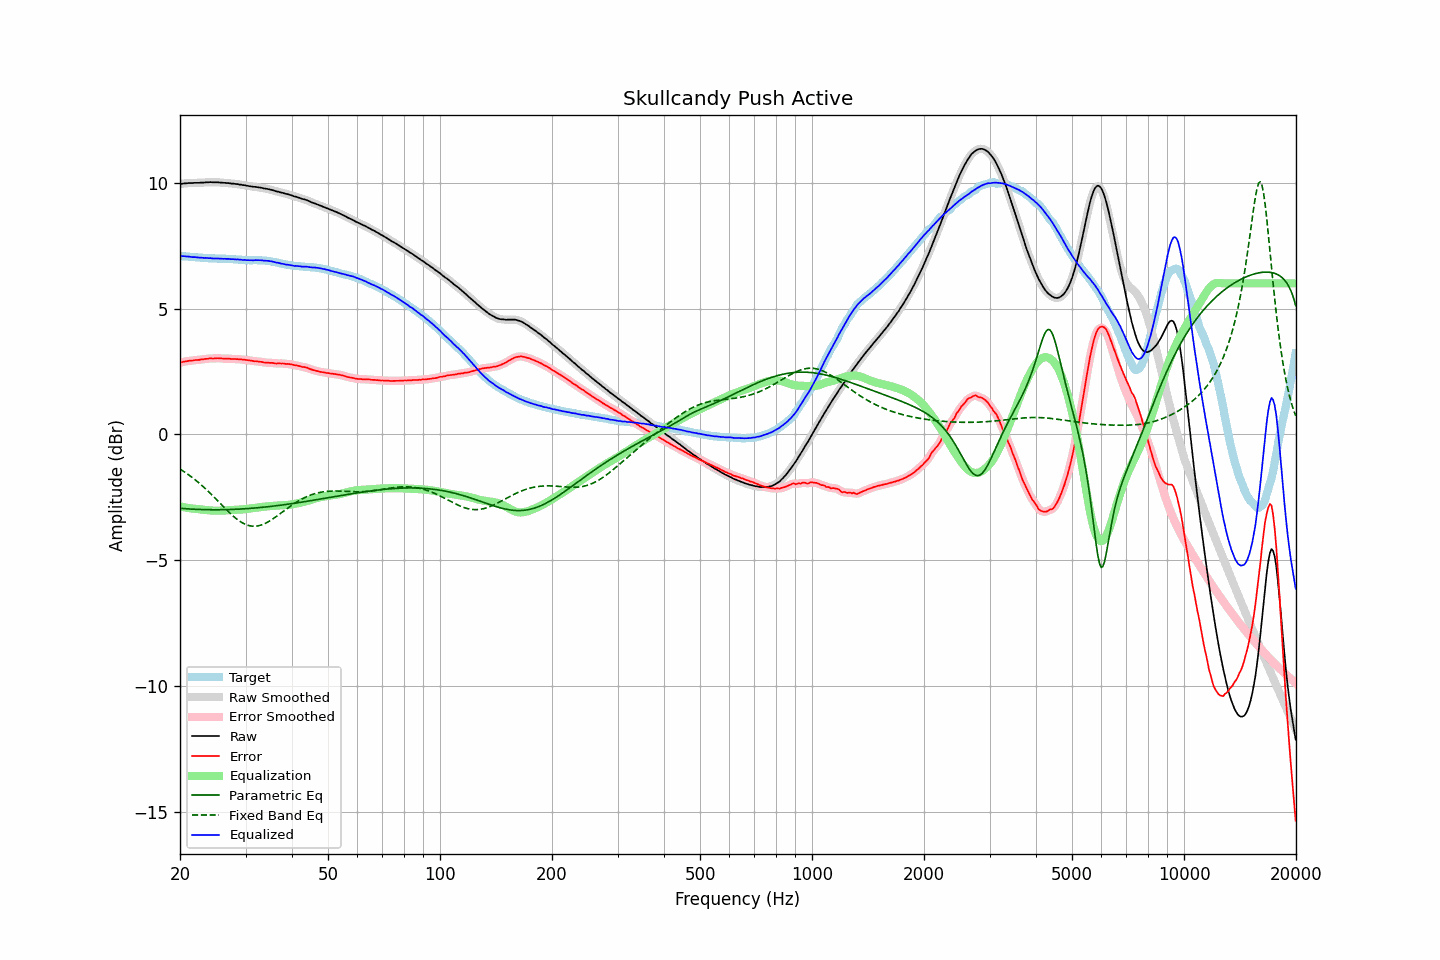 Skullcandy Push Active
Amplitude (dBr)
10
5
0
−5
−10
−15
Target
Raw Smoothed
Error Smoothed
Raw
Error
Equalization
Parametric Eq
Fixed Band Eq
Equalized
20 50 100 200 500 1000 2000 5000 10000 20000
Frequency (Hz)